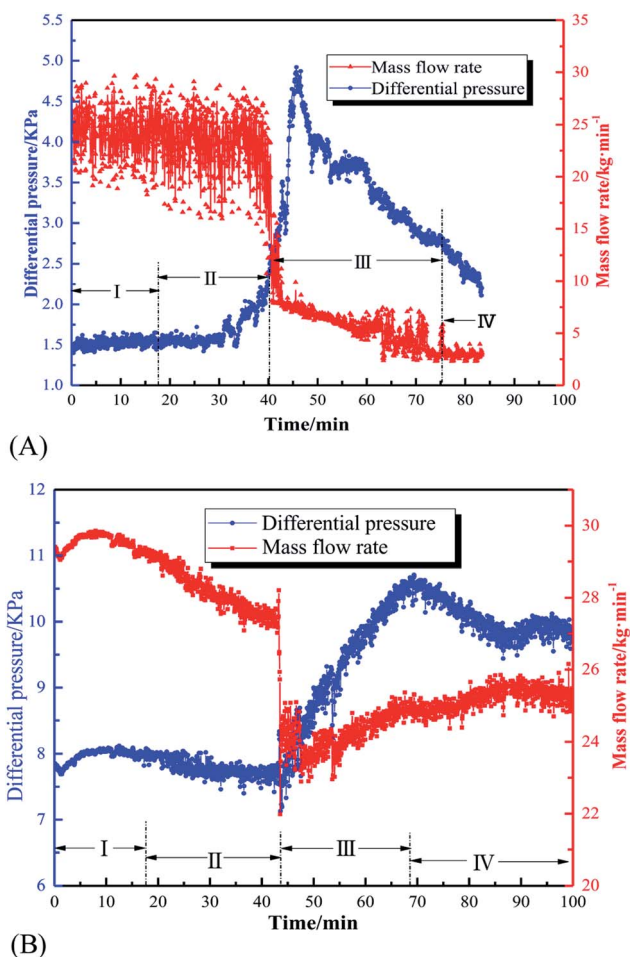 5.5
5.0
4.5
4.0
3.5
3.0
2.5
2.0
1.5
1.0
Differential pressure/KPa
Mass flow rate
Differential pressure
I
II
III
IV
35
30
25
20
15
10
5
0
Mass flow rate/kg·min⁻¹
0 10 20 30 40 50 60 70 80 90 100
Time/min
(A)
12
11
10
9
8
7
6
Differential pressure/KPa
Differential pressure
Mass flow rate
I
II
III
IV
31
30
28
26
25
24
22
21
20
Mass flow rate/kg·min⁻¹
0 10 20 30 40 50 60 70 80 90 100
Time/min
(B)